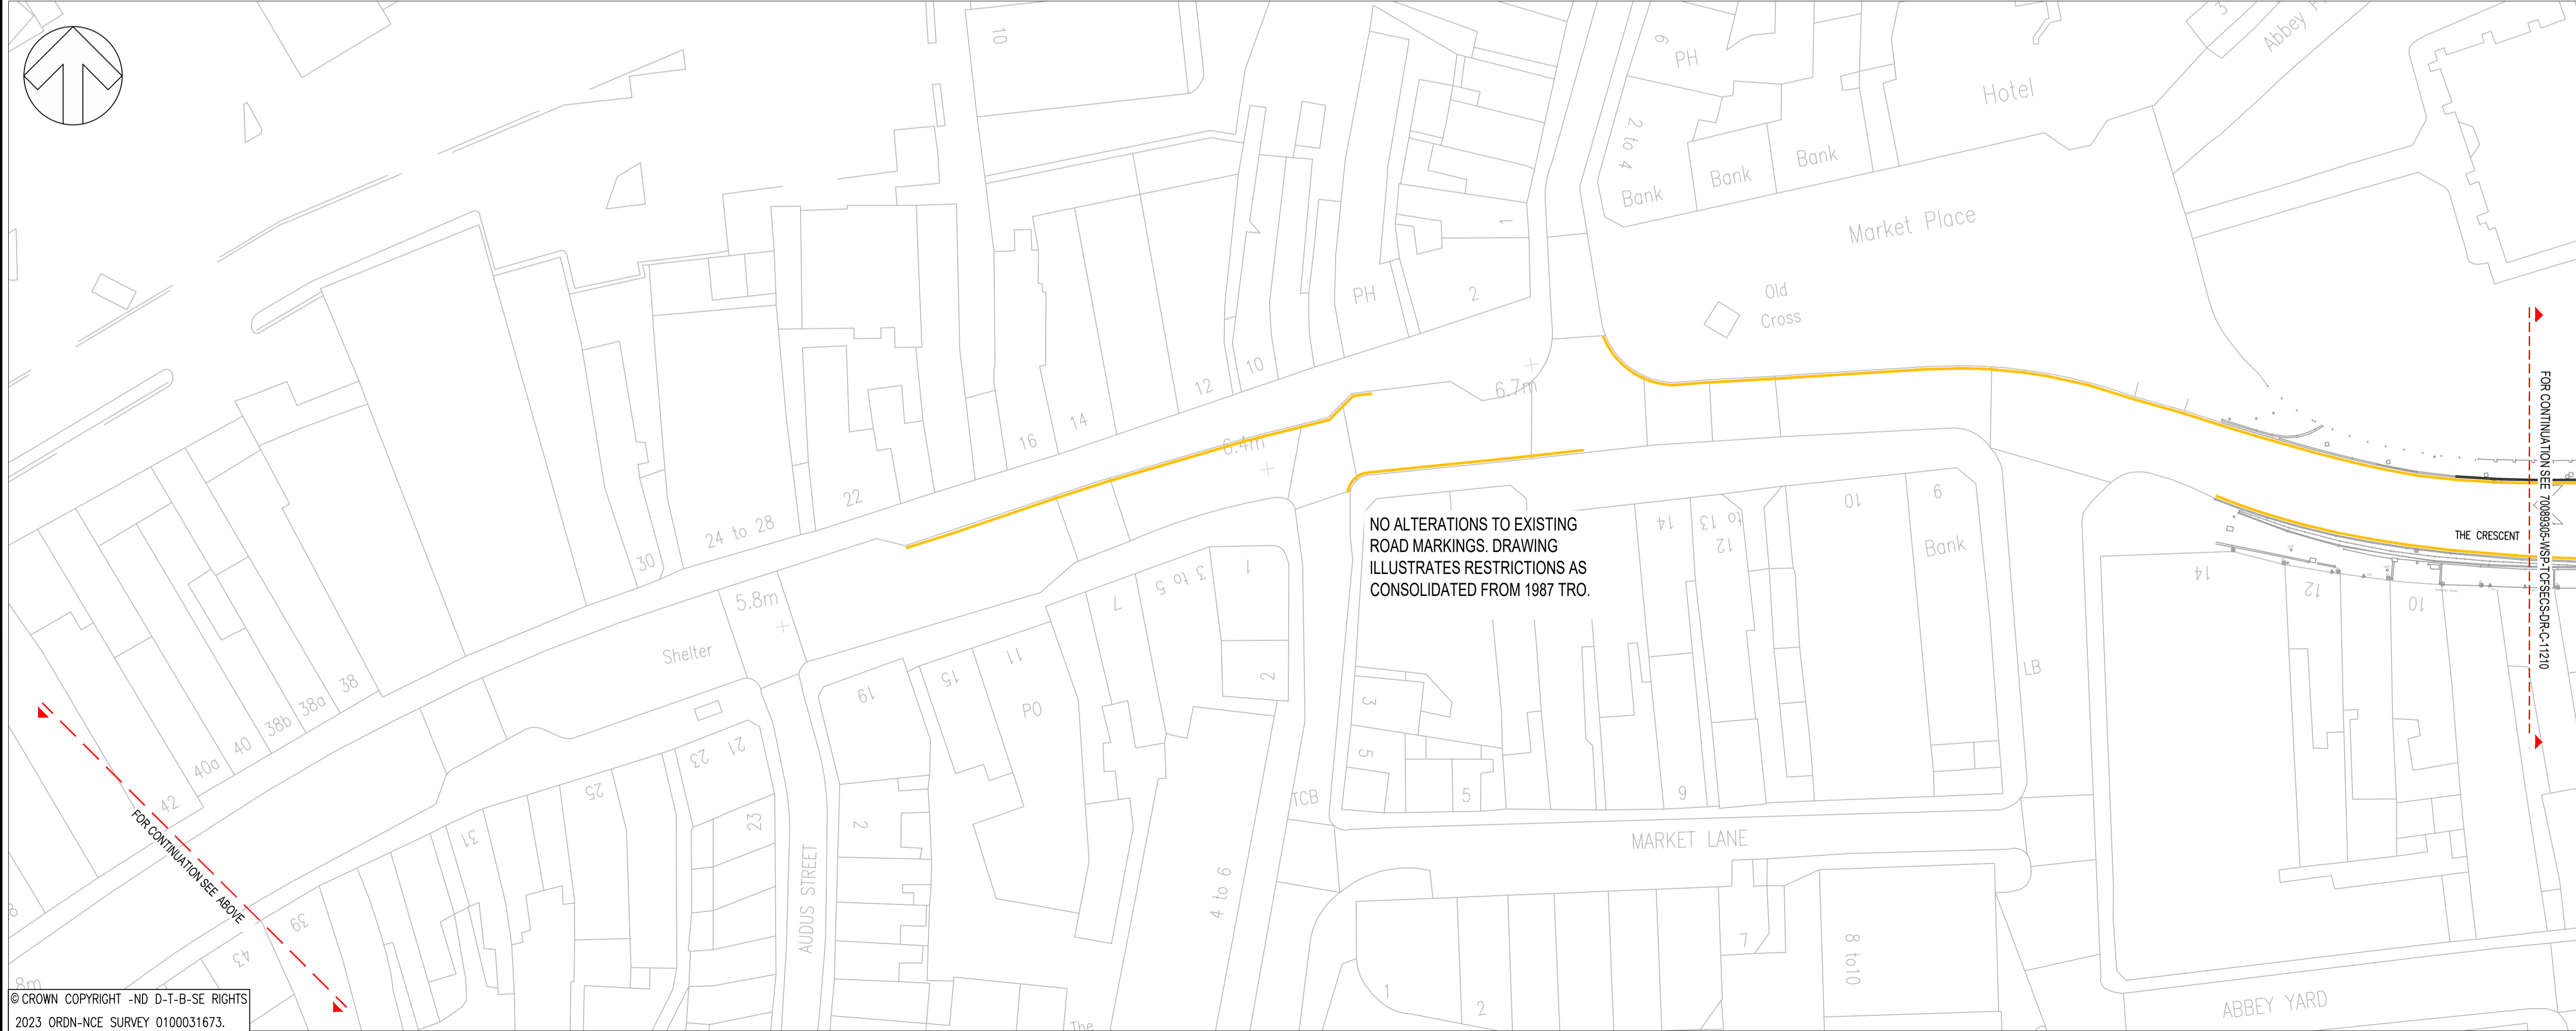 10
6
PH
3
Abbey
Hotel
2 to 4
Bank
Bank
Bank
1
Market Place
PH
2
Old
Cross
6.7m
12
10
16
14
6.4m
22
24 to 28
30
5.8m
Shelter
38
38a
38b
40
40a
42
FOR CONTINUATION SEE ABOVE
39
43
31
25
23
21
23
19
2
AUDUS STREET
15
11
PO
7
3 to 5
1
2
4 to 6
TCB
3
5
5
NO ALTERATIONS TO EXISTING
ROAD MARKINGS. DRAWING
ILLUSTRATES RESTRICTIONS AS
CONSOLIDATED FROM 1987 TRO.
14
12 to 13
10
9
Bank
9
LB
MARKET LANE
1
2
7
8 to10
The
THE CRESCENT
14
12
10
ABBEY YARD
FOR CONTINUATION SEE 70089305-WSP-TCFSECS-DR-C-11210
8m
© CROWN COPYRIGHT -ND D-T-B-SE RIGHTS
2023 ORDN-NCE SURVEY 0100031673.